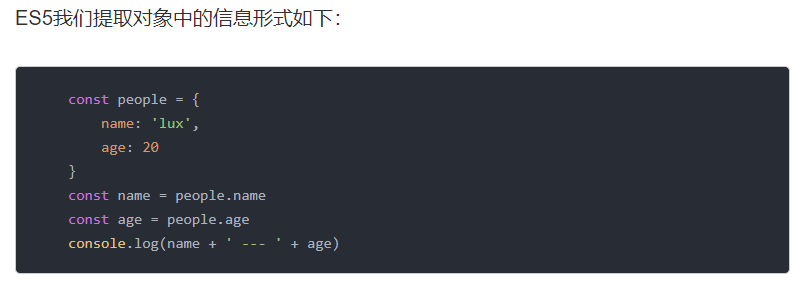 ES5我们提取对象中的信息形式如下：
const people = {
    name: 'lux',
    age: 20
}
const name = people.name
const age = people.age
console.log(name + ' --- ' + age)